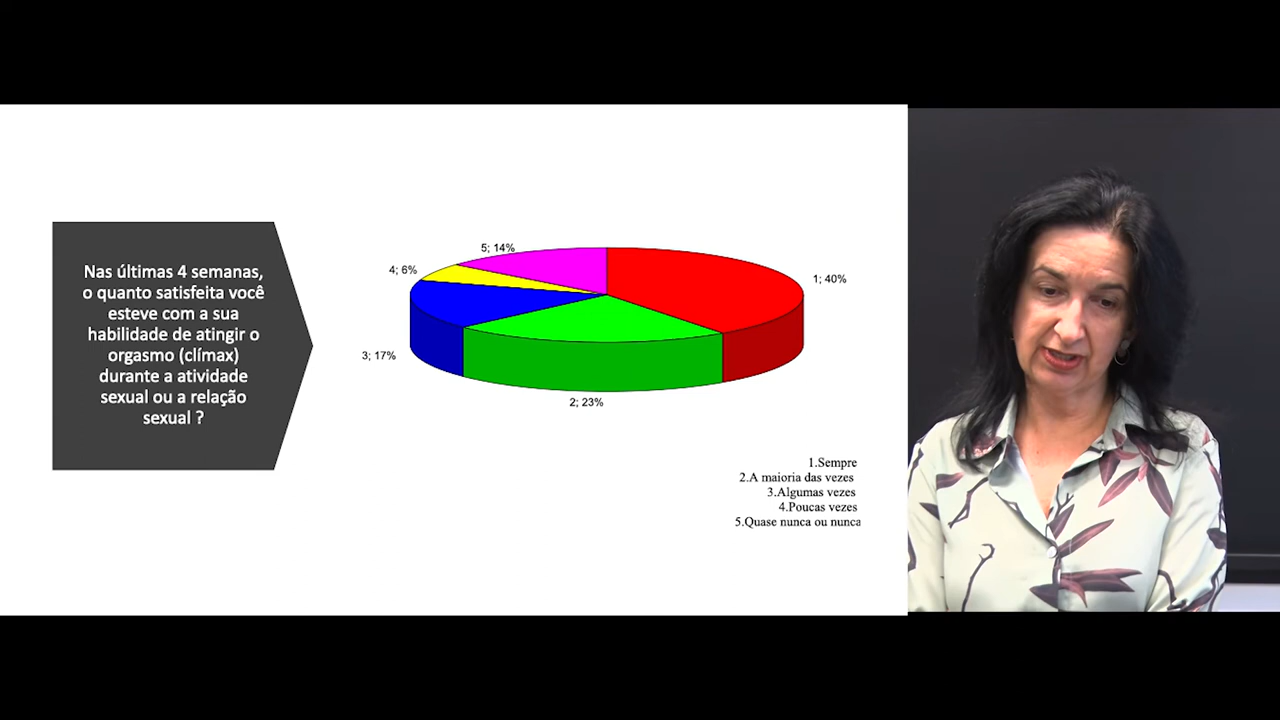 Nas últimas 4 semanas,
o quanto satisfeita você
esteve com a sua
habilidade de atingir o
orgasmo (clímax)
durante a atividade
sexual ou a relação
sexual ?
5; 14%
4; 6%
1; 40%
3; 17%
2; 23%
1.Sempre
2.A maioria das vezes
3.Algumas vezes
4.Poucas vezes
5.Quase nunca ou nunca